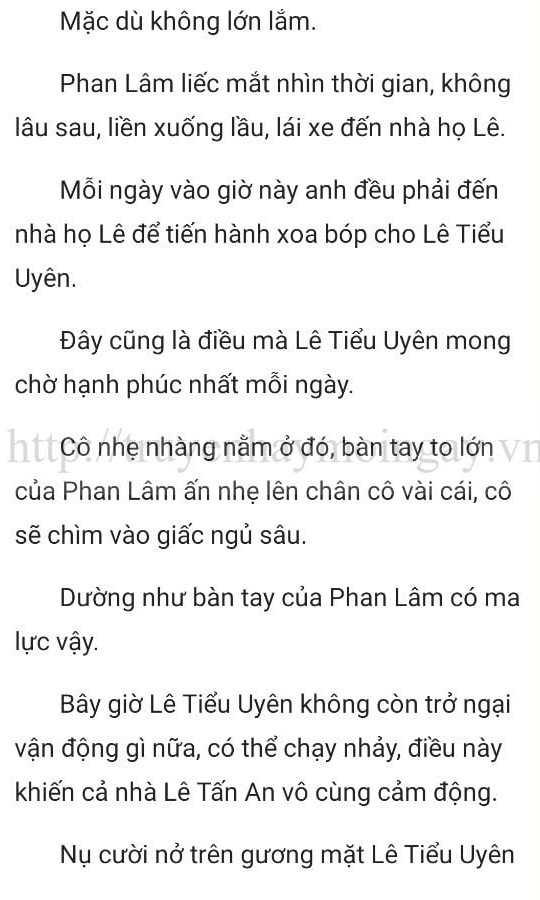 Mặc dù không lớn lắm.
Phan Lâm liếc mắt nhìn thời gian, không
lâu sau, liền xuống lầu, lái xe đến nhà họ Lê.
Mỗi ngày vào giờ này anh đều phải đến
nhà họ Lê để tiến hành xoa bóp cho Lê Tiểu
Uyên.
Đây cũng là điều mà Lê Tiểu Uyên mong
chờ hạnh phúc nhất mỗi ngày.
http://truyenhaymoingay.vn
Cô nhẹ nhàng nằm ở đó, bàn tay to lớn
của Phan Lâm ấn nhẹ lên chân cô vài cái, cô
sẽ chìm vào giấc ngủ sâu.
Dường như bàn tay của Phan Lâm có ma
lực vậy.
Bây giờ Lê Tiểu Uyên không còn trở ngại
vận động gì nữa, có thể chạy nhảy, điều này
khiến cả nhà Lê Tấn An vô cùng cảm động.
Nụ cười nở trên gương mặt Lê Tiểu Uyên